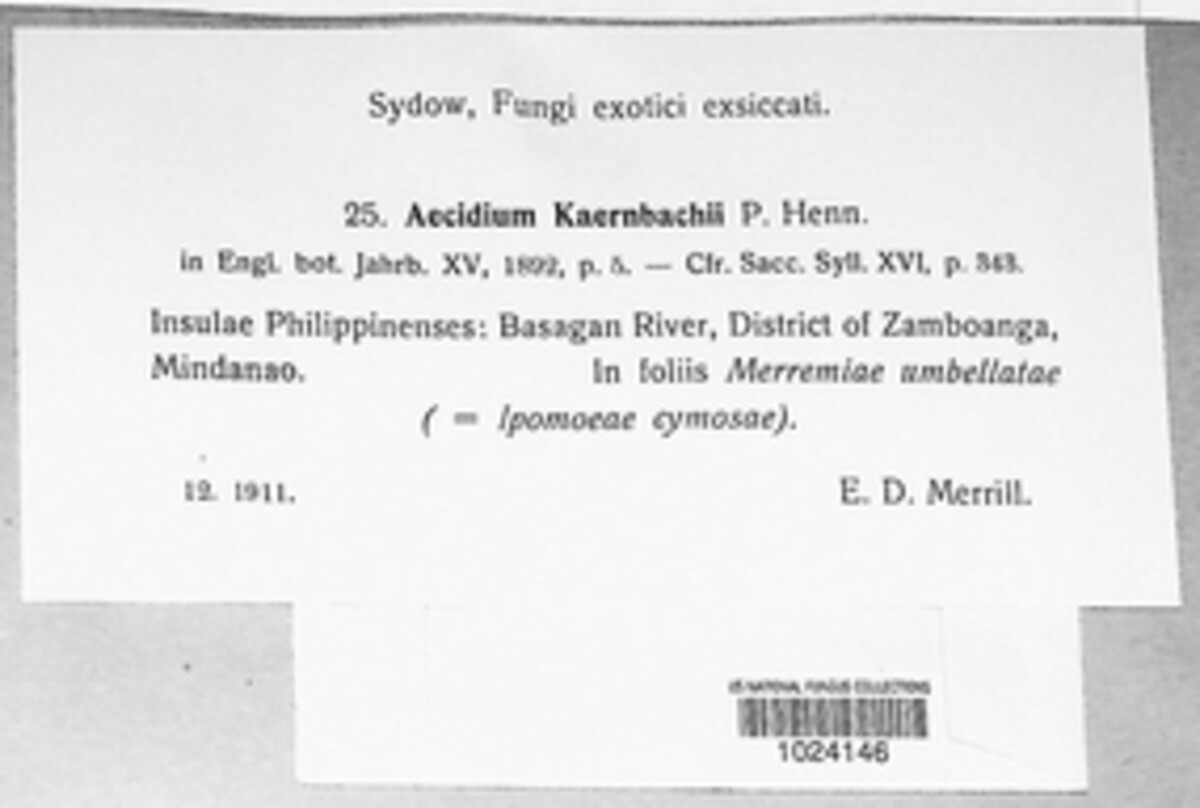 Sydow, Fungi exotici exsiccati.
25. Aecidium Kaernbachii P. Henn.
in Engl. bot. Jahrb. XV, 1892, p. 5. — Cfr. Sacc. Syll. XVI, p. 343.
Insulae Philippinenses: Basagan River, District of Zamboanga,
Mindanao. In foliis Merremiae umbellatae
( = Ipomoeae cymosae).
12. 1911. E. D. Merrill.
US NATIONAL FUNGUS COLLECTIONS
1024146